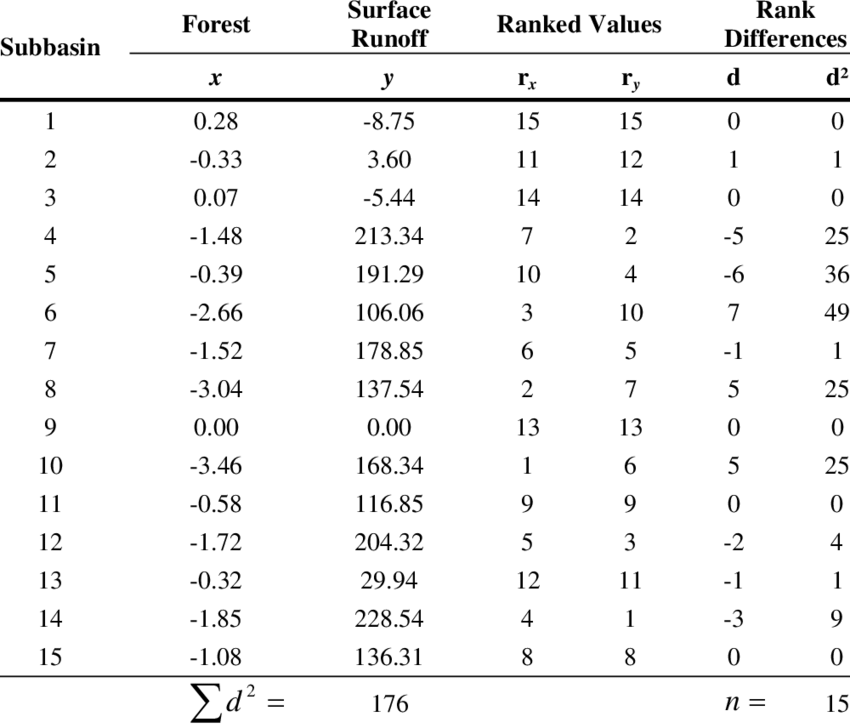 Subbasin Forest Surface Runoff Ranked Values Rank Differences
x y rx ry d d²
1 0.28 -8.75 15 15 0 0
2 -0.33 3.60 11 12 1 1
3 0.07 -5.44 14 14 0 0
4 -1.48 213.34 7 2 -5 25
5 -0.39 191.29 10 4 -6 36
6 -2.66 106.06 3 10 7 49
7 -1.52 178.85 6 5 -1 1
8 -3.04 137.54 2 7 5 25
9 0.00 0.00 13 13 0 0
10 -3.46 168.34 1 6 5 25
11 -0.58 116.85 9 9 0 0
12 -1.72 204.32 5 3 -2 4
13 -0.32 29.94 12 11 -1 1
14 -1.85 228.54 4 1 -3 9
15 -1.08 136.31 8 8 0 0
∑d² = 176 n = 15